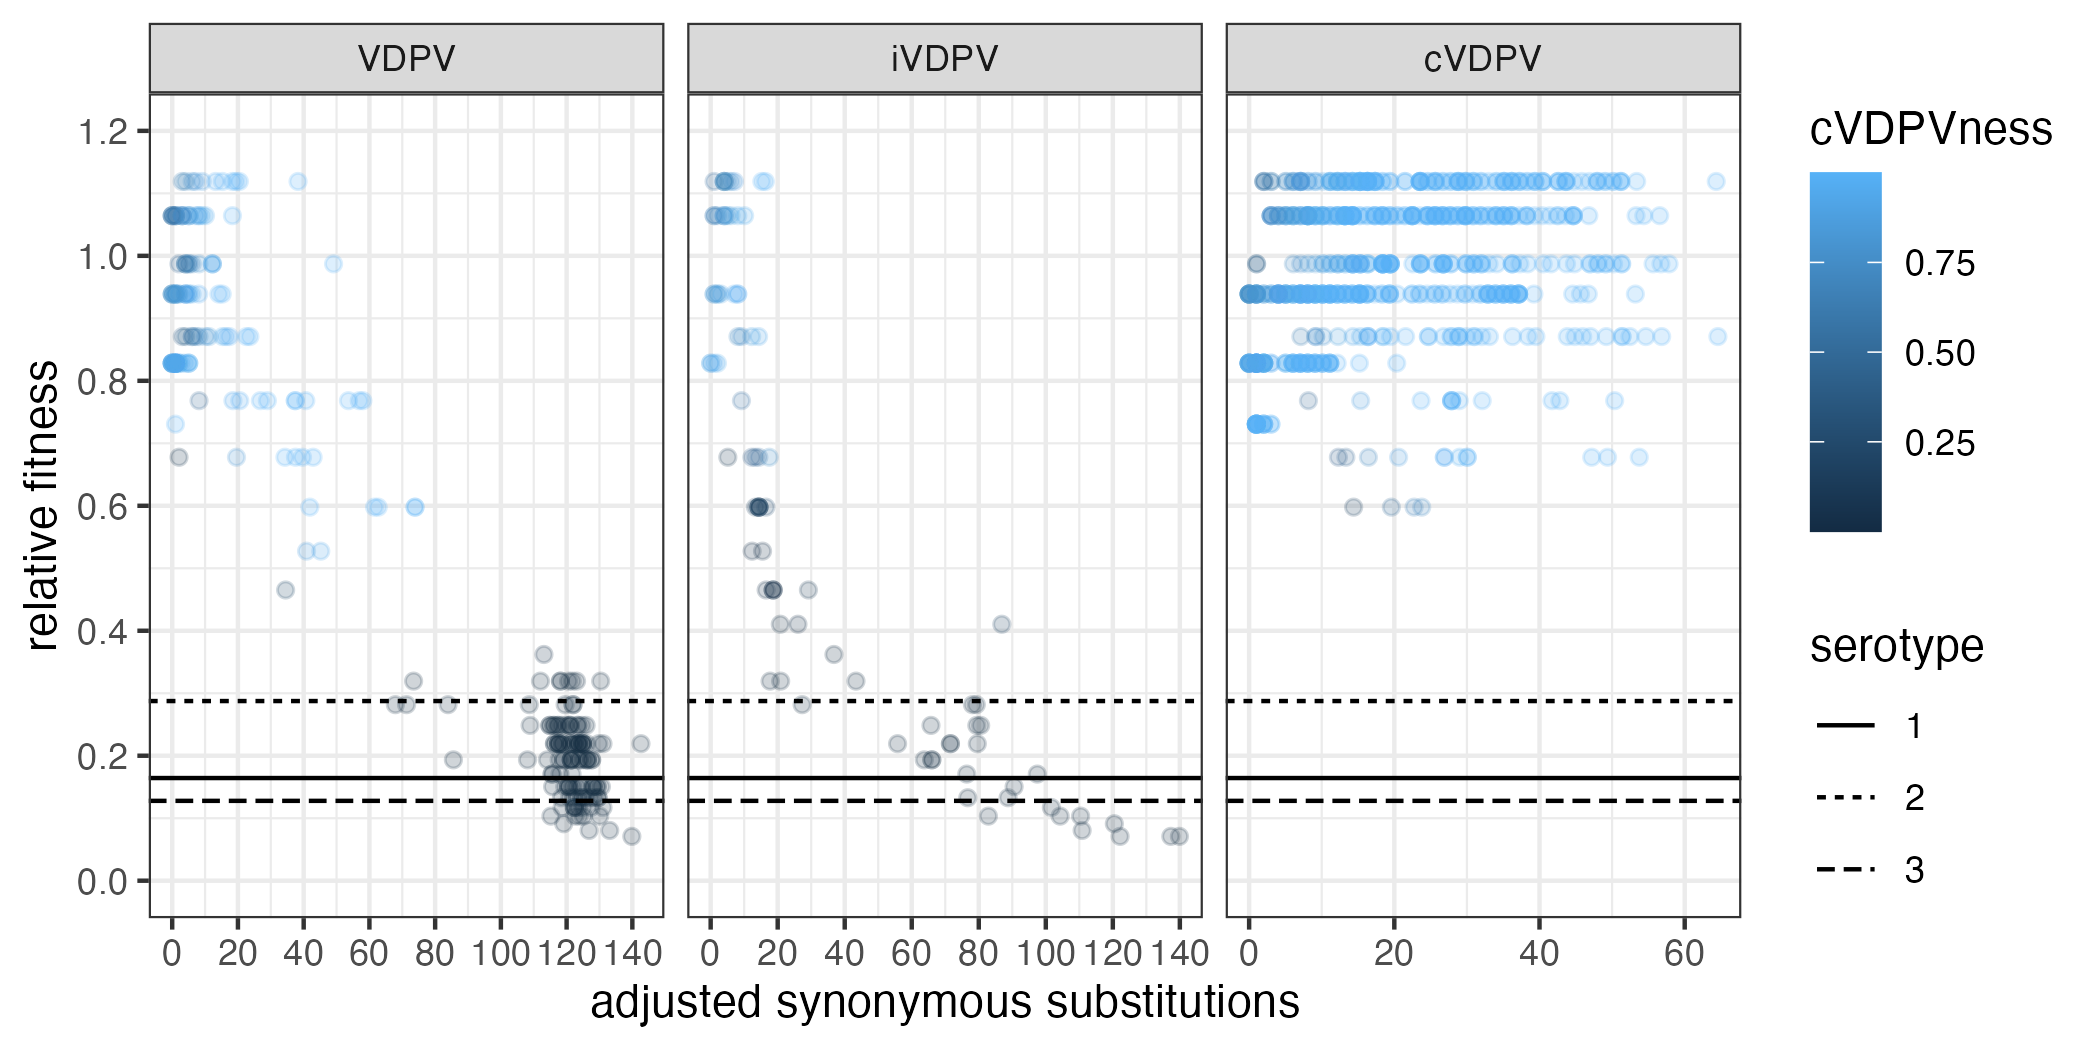 VDPV
iVDPV
cVDPV
relative fitness
1.2
1.0
0.8
0.6
0.4
0.2
0.0
0 20 40 60 80 100 120 140
0 20 40 60 80 100 120 140
0 20 40 60
adjusted synonymous substitutions
cVDPVness
0.75
0.50
0.25
serotype
1
2
3